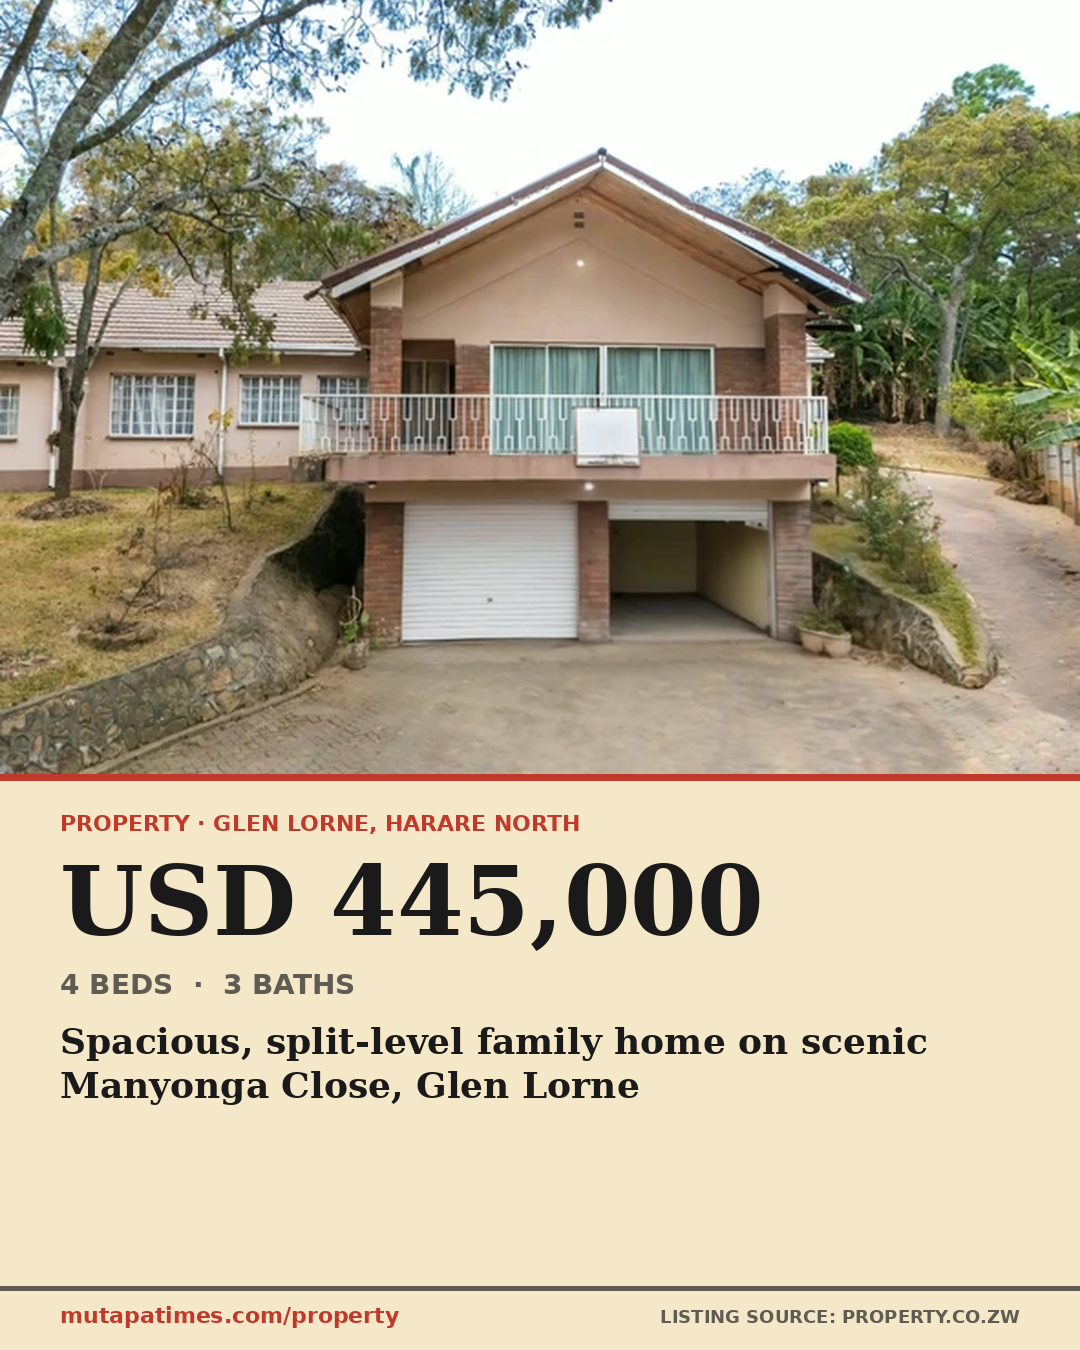 PROPERTY · GLEN LORNE, HARARE NORTH
USD 445,000
4 BEDS · 3 BATHS
Spacious, split-level family home on scenic
Manyonga Close, Glen Lorne
mutapatimes.com/property
LISTING SOURCE: PROPERTY.CO.ZW